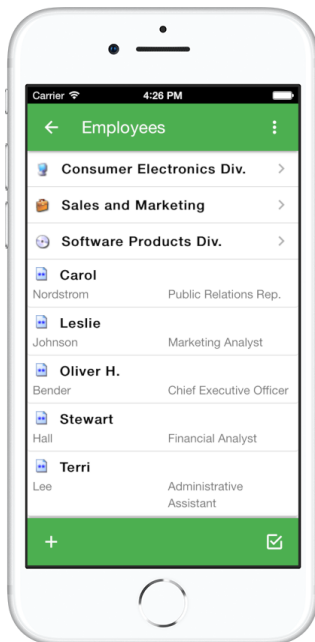 Carrier 4:26 PM
Employees
Consumer Electronics Div.
Sales and Marketing
Software Products Div.
Carol
Nordstrom Public Relations Rep.
Leslie
Johnson Marketing Analyst
Oliver H.
Bender Chief Executive Officer
Stewart
Hall Financial Analyst
Terri
Lee Administrative
Assistant